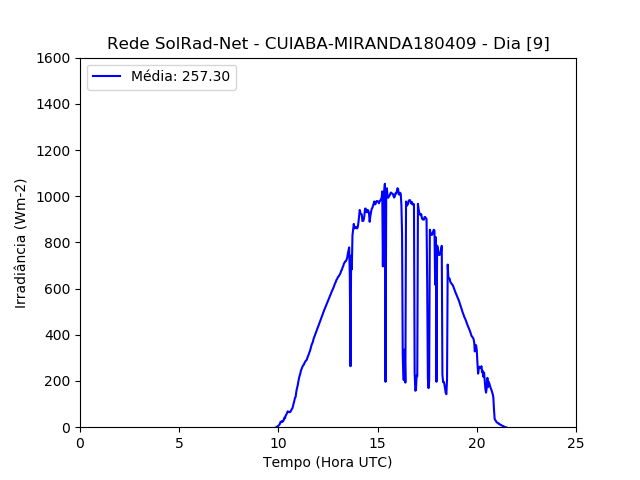 Rede SolRad-Net - CUIABA-MIRANDA180409 - Dia [9]
Média: 257.30
Irradiância (Wm-2)
1600
1400
1200
1000
800
600
400
200
0
0 5 10 15 20 25
Tempo (Hora UTC)